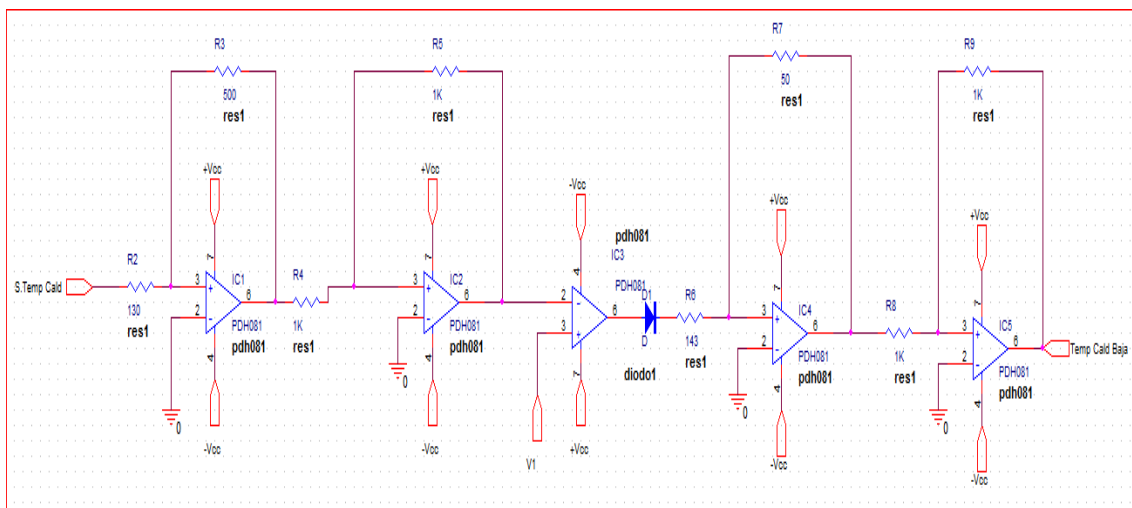 R3
500
res1
R5
1K
res1
R7
50
res1
R9
1K
res1
+Vcc
+Vcc
-Vcc
+Vcc
+Vcc
S.Temp Cald
R2
130
res1
7
3
+
2
-
IC1
6
PDH081
pdh081
4
0
-Vcc
R4
1K
res1
7
3
+
2
-
IC2
6
PDH081
pdh081
4
0
-Vcc
pdh081
IC3
PDH081
4
2
-
3
+
6
7
V1
+Vcc
D1
D
diodo1
R6
143
res1
7
3
+
2
-
IC4
6
PDH081
pdh081
4
0
-Vcc
R8
1K
res1
7
3
+
2
-
IC5
6
PDH081
pdh081
4
0
-Vcc
Temp Cald Baja